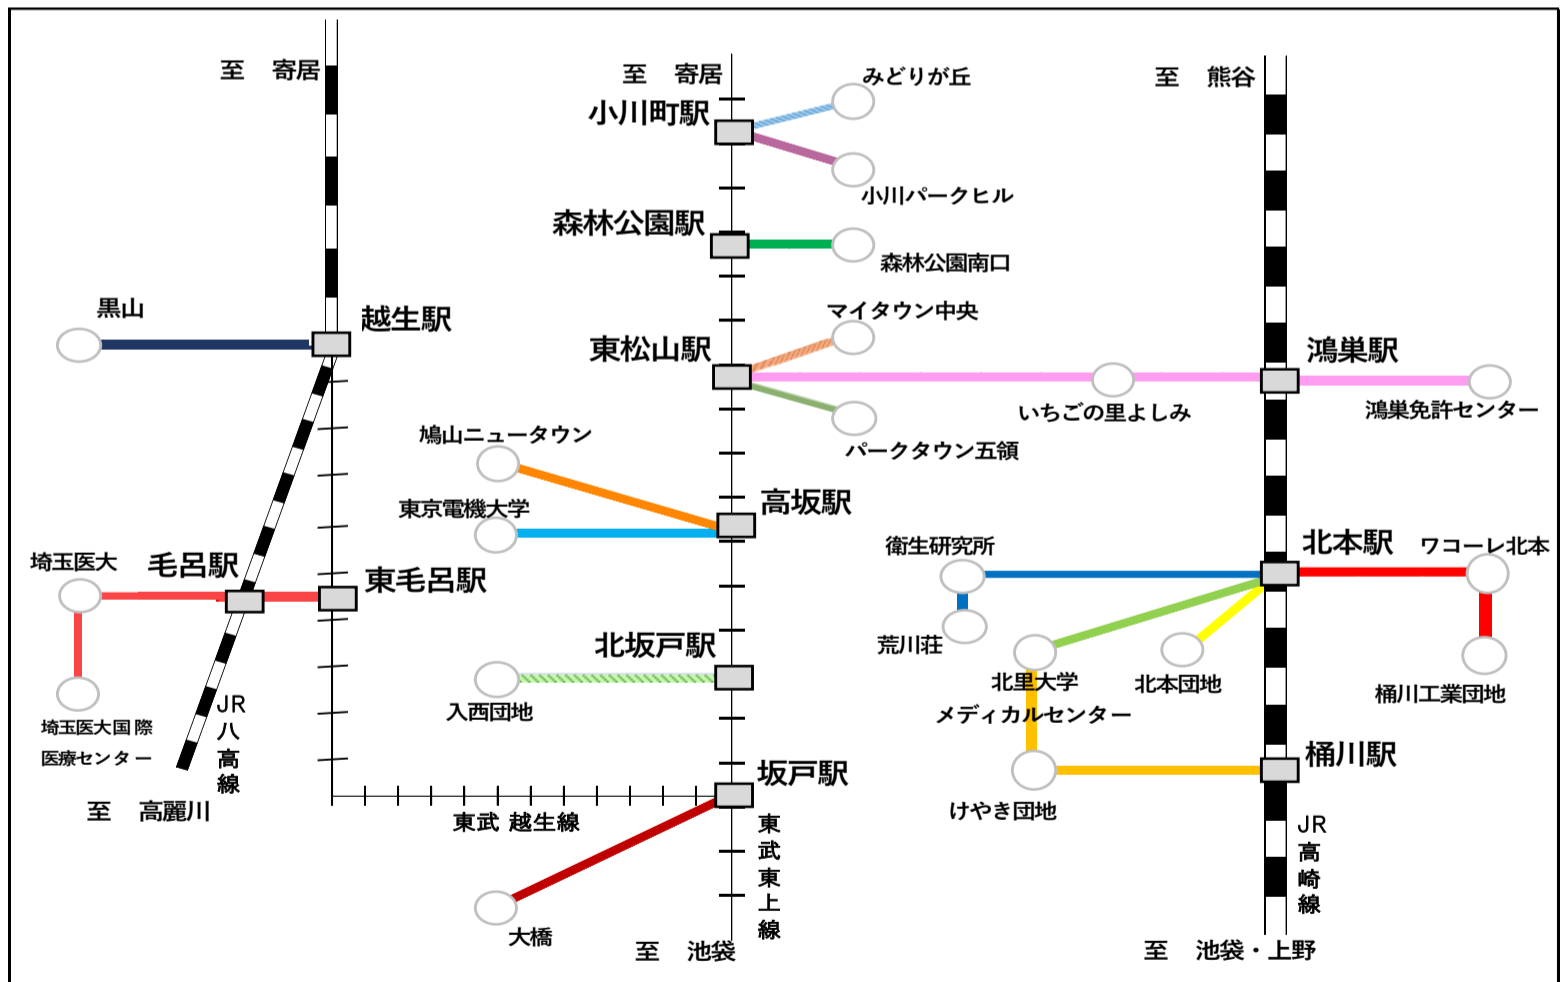 至 寄居
至 寄居
至 熊谷
みどりが丘
小川町駅
小川パークヒル
森林公園駅
森林公園南口
黒山
越生駅
マイタウン中央
東松山駅
鴻巣駅
いちごの里よしみ
鴻巣免許センター
パークタウン五領
鳩山ニュータウン
高坂駅
東京電機大学
埼玉医大
毛呂駅
東毛呂駅
衛生研究所
北本駅
ワコーレ北本
荒川荘
北坂戸駅
北里大学
メディカルセンター
北本団地
桶川工業団地
入西団地
埼玉医大国際
医療センター
JR八高線
桶川駅
坂戸駅
至 高麗川
東武 越生線
けやき団地
東武東上線
JR高崎線
大橋
至 池袋
至 池袋・上野